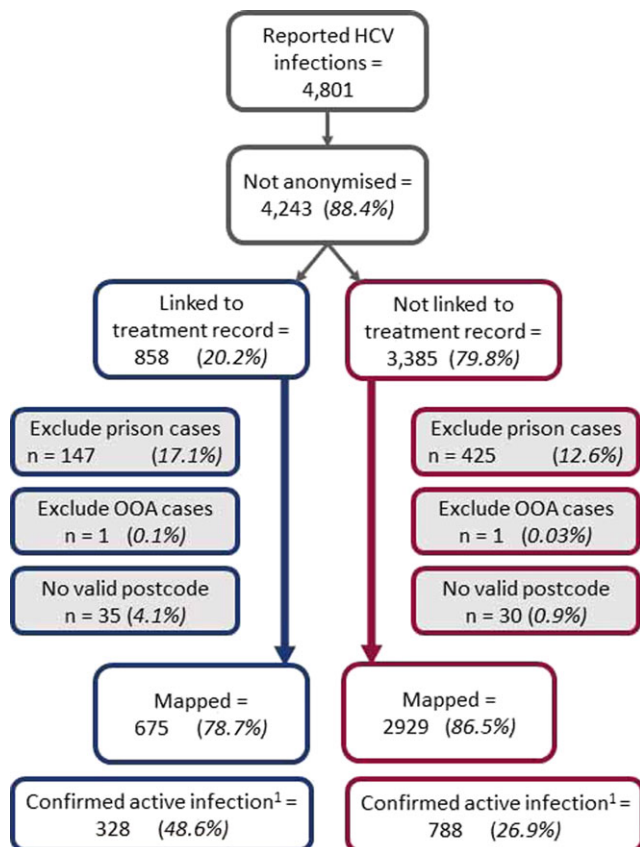 Reported HCV
infections =
4,801
Not anonymised =
4,243 (88.4%)
Linked to
treatment record =
858 (20.2%)
Not linked to
treatment record =
3,385 (79.8%)
Exclude prison cases
n = 147 (17.1%)
Exclude OOA cases
n = 1 (0.1%)
No valid postcode
n = 35 (4.1%)
Exclude prison cases
n = 425 (12.6%)
Exclude OOA cases
n = 1 (0.03%)
No valid postcode
n = 30 (0.9%)
Mapped =
675 (78.7%)
Mapped =
2929 (86.5%)
Confirmed active infection¹ =
328 (48.6%)
Confirmed active infection¹ =
788 (26.9%)